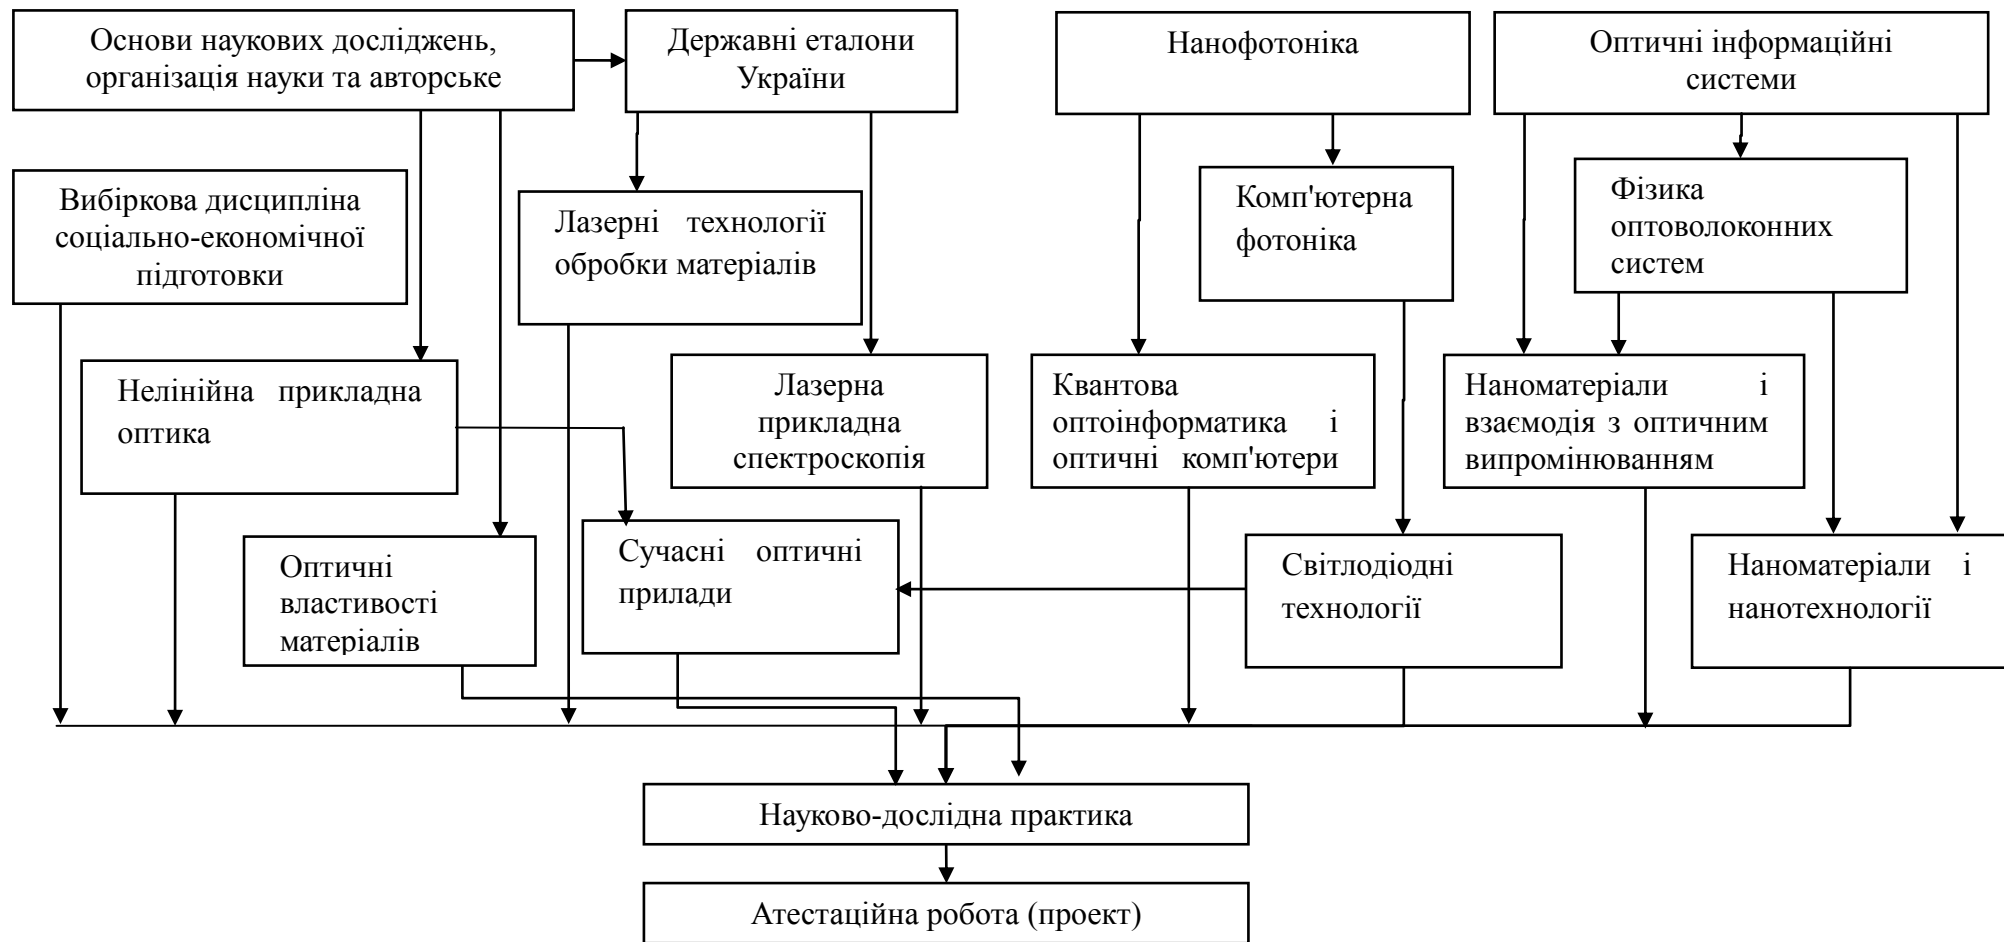 Основи наукових досліджень,
організація науки та авторське
Державні еталони
України
Нанофотоніка
Оптичні інформаційні
системи
Вибіркова дисципліна
соціально-економічної
підготовки
Лазерні технології
обробки матеріалів
Комп'ютерна
фотоніка
Фізика
оптоволоконних
систем
Нелінійна прикладна
оптика
Лазерна
прикладна
спектроскопія
Квантова
оптоінформатика і
оптичні комп'ютери
Наноматеріали і
взаємодія з оптичним
випромінюванням
Оптичні
властивості
матеріалів
Сучасні оптичні
прилади
Світлодіодні
технології
Наноматеріали і
нанотехнології
Науково-дослідна практика
Атестаційна робота (проект)